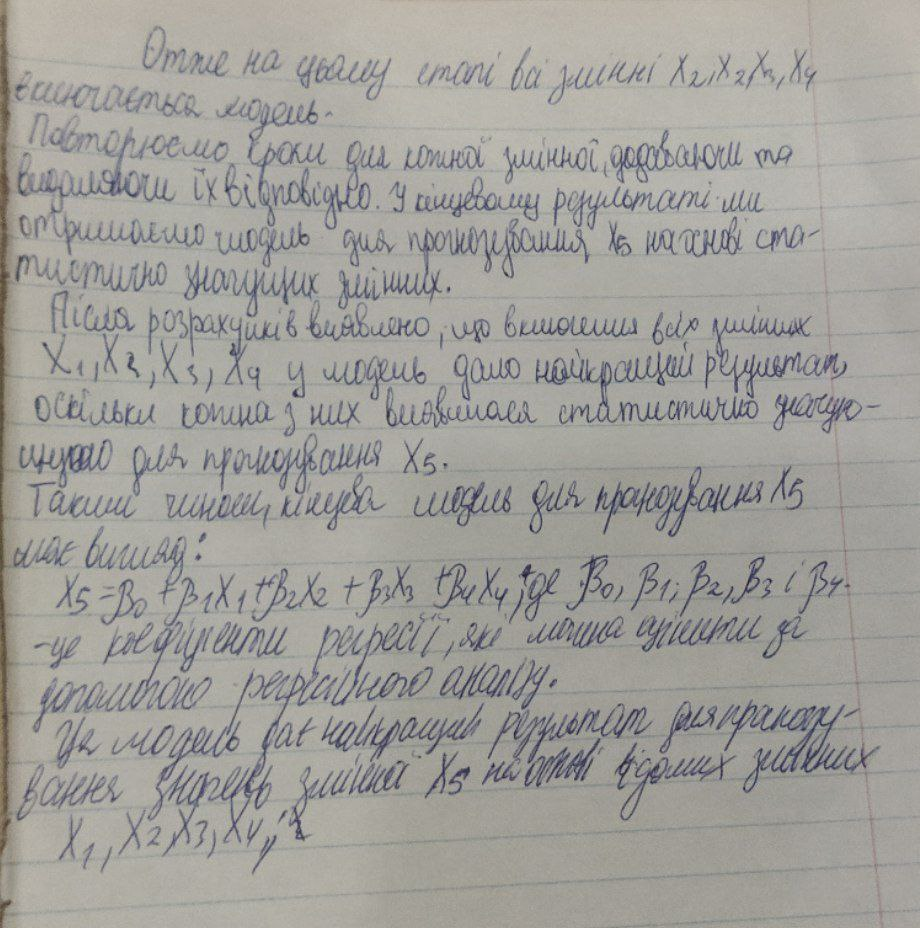 Отже на цьому етапі всі змінні X2, X2, X3, X4
включається модель.
Повторюємо кроки для кожної змінної, додаваючи та
видаляючи їх відповідно. У кінцевому результаті ми
отримаємо модель для прогнозування X5 на основі ста-
тистично значущих змінних.
Після розрахунків виявлено, що включення всіх змінних
X1, X2, X3, X4 у модель дало найкращий результат,
оскільки кожна з них виявилася статистично значу-
щою для прогнозування X5.
Таким чином, кінцева модель для прогнозування X5
має вигляд:
X5 = β0 + β1X1 + β2X2 + β3X3 + β4X4, де β0, β1, β2, β3 і β4.
-це коефіцієнти регресії, які можна оцінити за
допомогою регресійного аналізу.
Ця модель дає найкращий результат для прогнозу-
вання значень змінної X5 на основі відомих змінних
X1, X2, X3, X4,